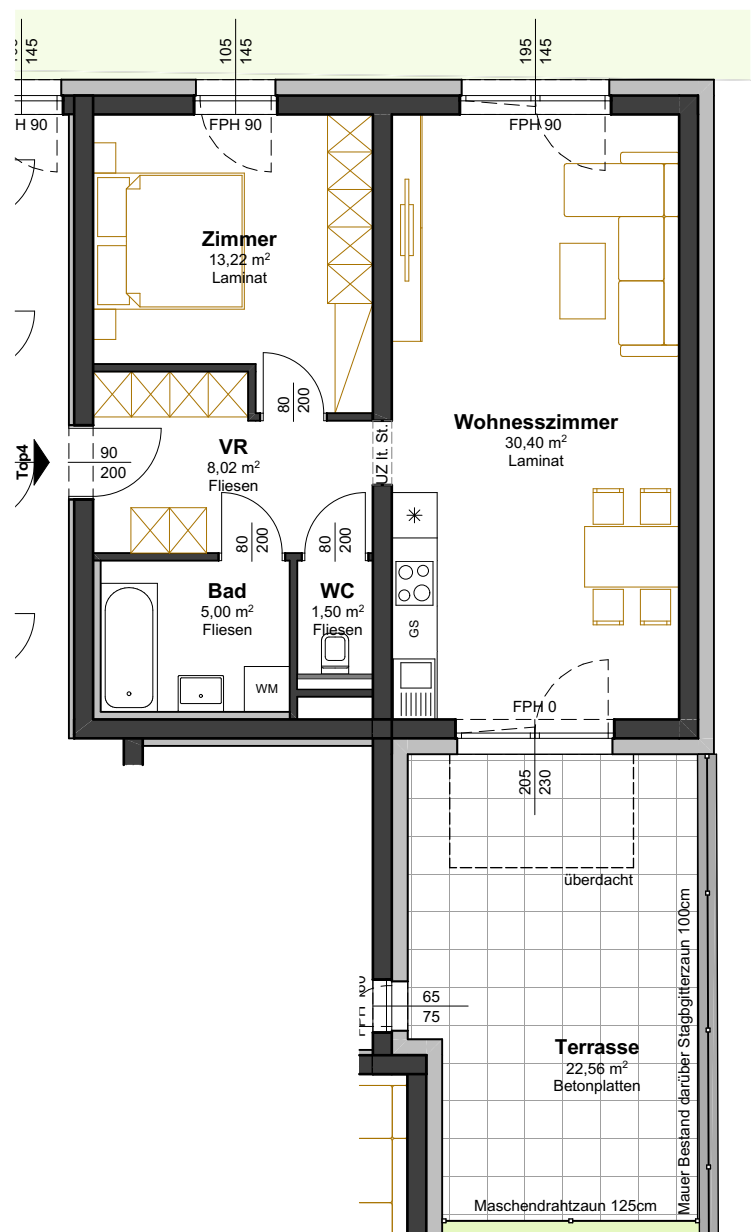 145
105
145
195
145
H 90
FPH 90
FPH 90
Zimmer
13,22 m²
Laminat
80
200
Wohnesszimmer
30,40 m²
Laminat
Top4
90
200
VR
8,02 m²
Fliesen
UZ lt. St.
80
200
80
200
Bad
5,00 m²
Fliesen
WC
1,50 m²
Fliesen
GS
WM
FPH 0
205
230
überdacht
65
75
Terrasse
22,56 m²
Betonplatten
Mauer Bestand darüber Stagbgitterzaun 100cm
Maschendrahtzaun 125cm